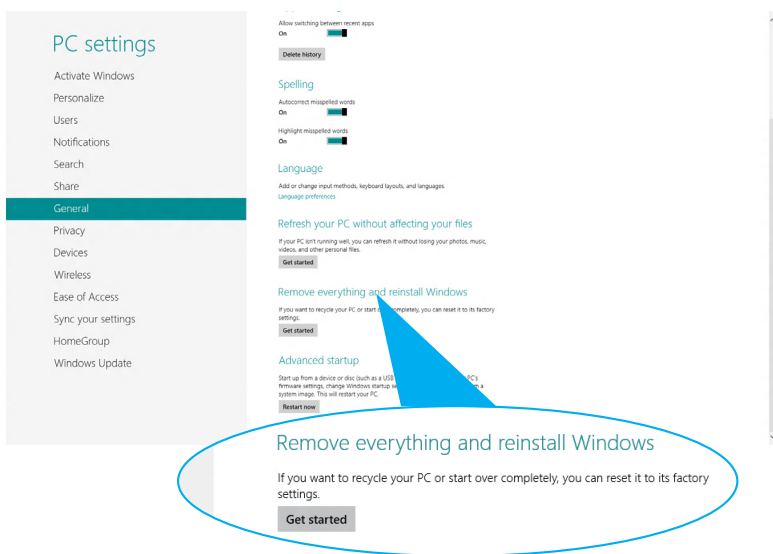 PC settings
Activate Windows
Personalize
Users
Notifications
Search
Share
General
Privacy
Devices
Wireless
Ease of Access
Sync your settings
HomeGroup
Windows Update
Allow switching between recent apps
On
Delete history
Spelling
Autocorrect misspelled words
On
Highlight misspelled words
On
Language
Add or change input methods, keyboard layouts, and languages.
Language preferences
Refresh your PC without affecting your files
If your PC isn't running well, you can refresh it without losing your photos, music,
videos, and other personal files.
Get started
Remove everything and reinstall Windows
If you want to recycle your PC or start completely, you can reset it to its factory
settings.
Get started
Advanced startup
Start up from a device or disc (such as a USB PC's
firmware settings, change Windows startup a
system image. This will restart your PC.
Restart now
Remove everything and reinstall Windows
If you want to recycle your PC or start over completely, you can reset it to its factory
settings.
Get started